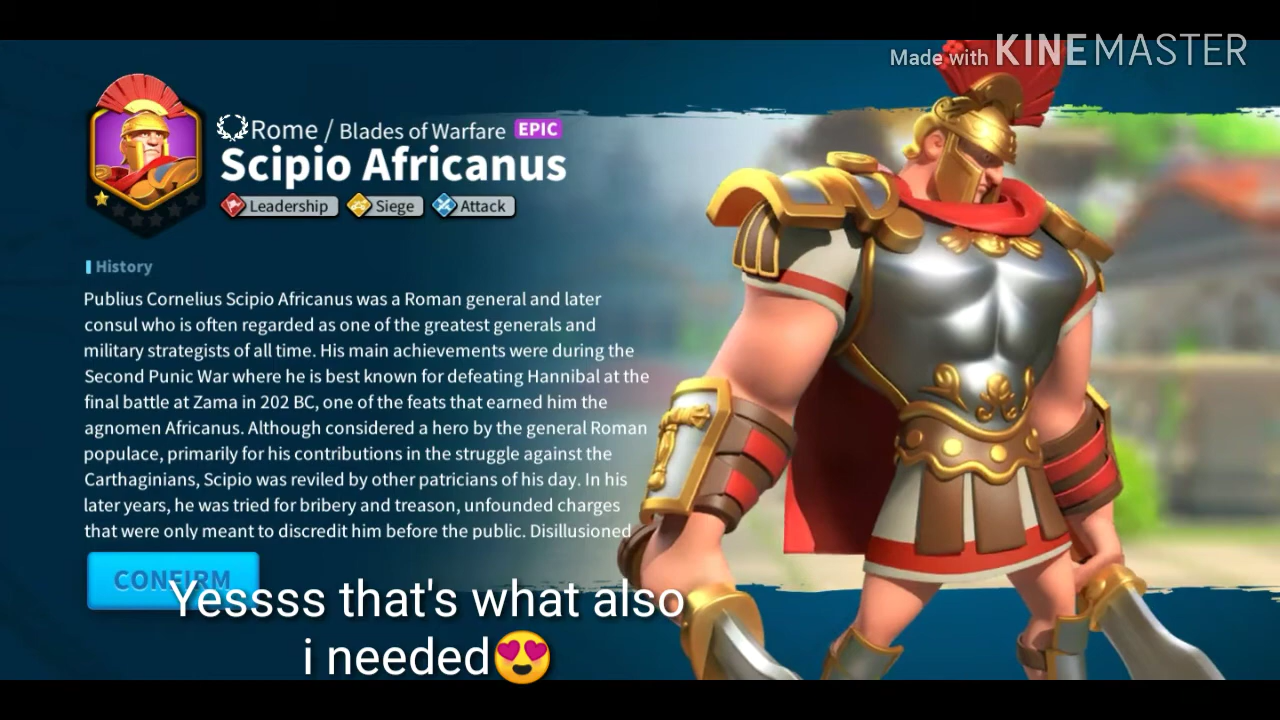 Made with KINEMASTER
Rome / Blades of Warfare EPIC
Scipio Africanus
Leadership Siege Attack
History
Publius Cornelius Scipio Africanus was a Roman general and later
consul who is often regarded as one of the greatest generals and
military strategists of all time. His main achievements were during the
Second Punic War where he is best known for defeating Hannibal at the
final battle at Zama in 202 BC, one of the feats that earned him the
agnomen Africanus. Although considered a hero by the general Roman
populace, primarily for his contributions in the struggle against the
Carthaginians, Scipio was reviled by other patricians of his day. In his
later years, he was tried for bribery and treason, unfounded charges
that were only meant to discredit him before the public. Disillusioned
CONFIRM
Yessss that's what also
i needed😍